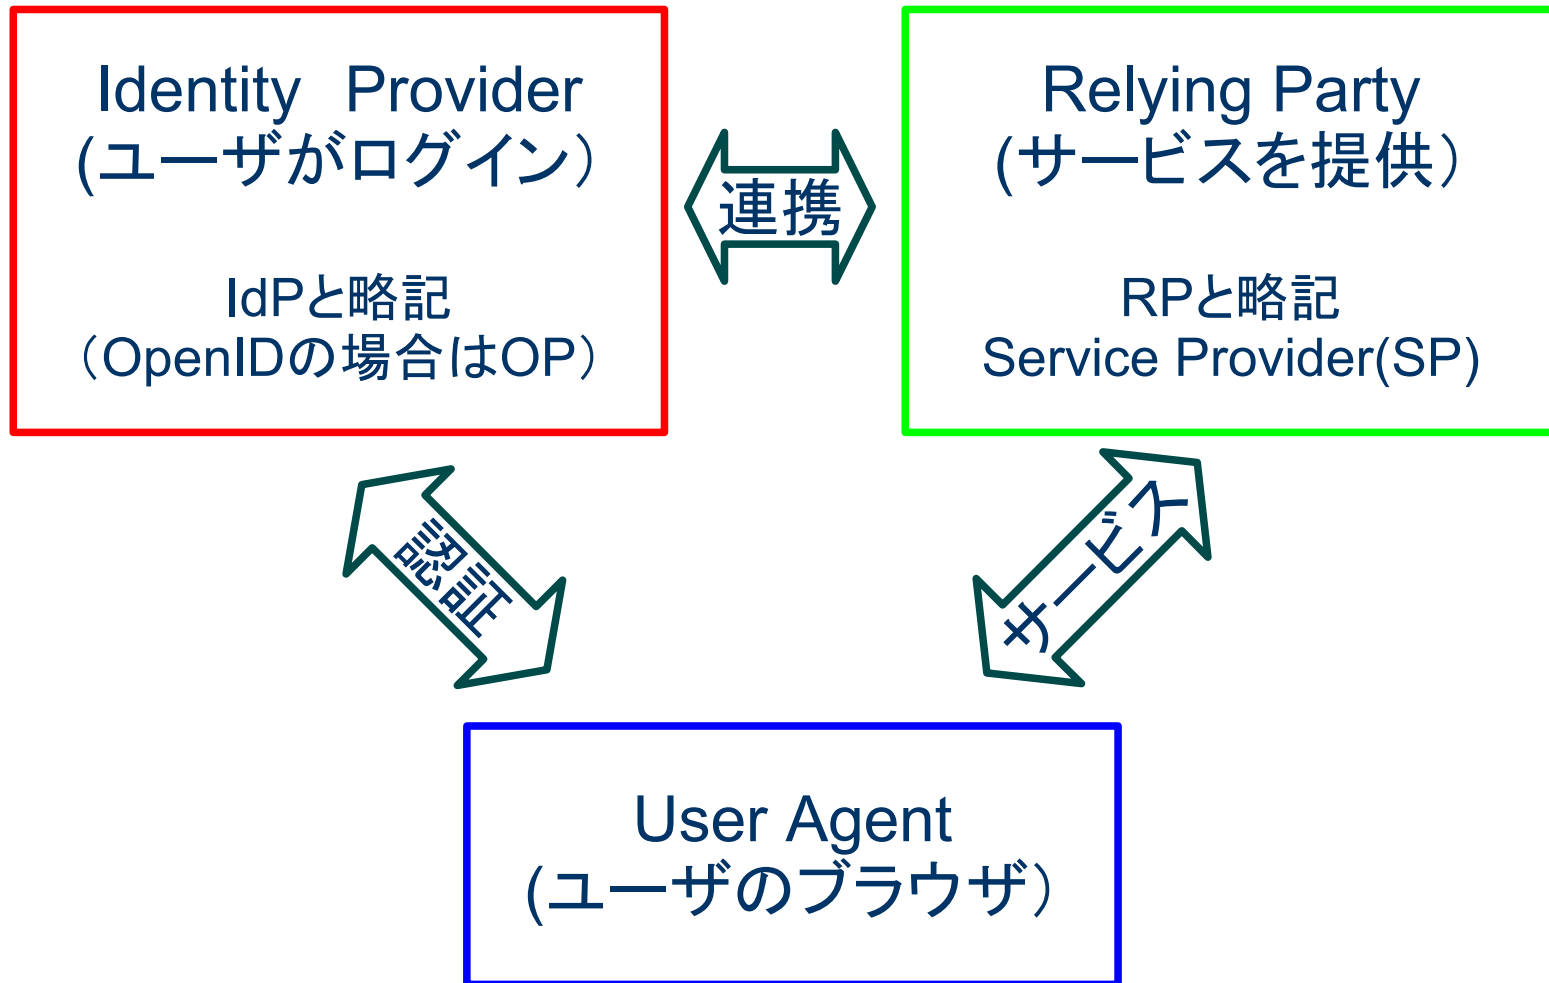 Identity　Provider
(ユーザがログイン）
IdPと略記
（OpenIDの場合はOP）
連携
Relying Party
(サービスを提供）
RPと略記
Service Provider(SP)
認証
サービス
User Agent
(ユーザのブラウザ）